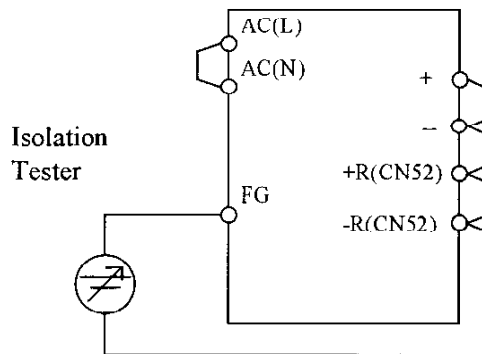 AC(L)
AC(N)
+
−
Isolation
Tester
+R(CN52)
FG
-R(CN52)